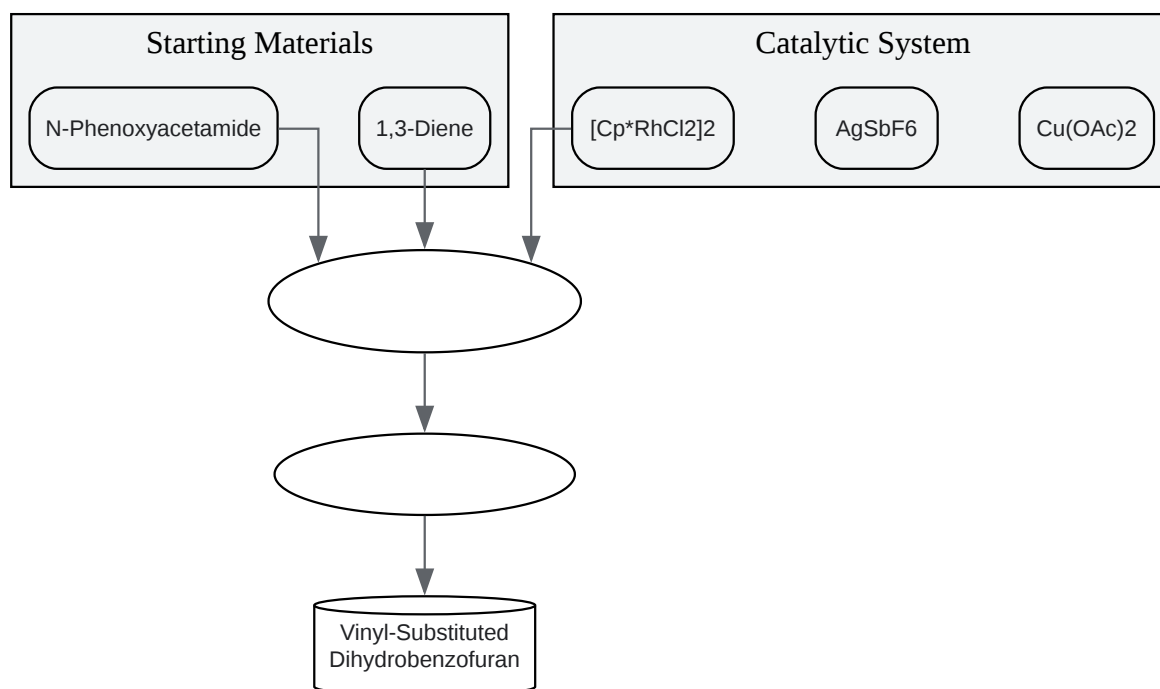 Starting Materials
Catalytic System
N-Phenoxyacetamide
1,3-Diene
[Cp*RhCl2]2
AgSbF6
Cu(OAc)2
Vinyl-Substituted
Dihydrobenzofuran